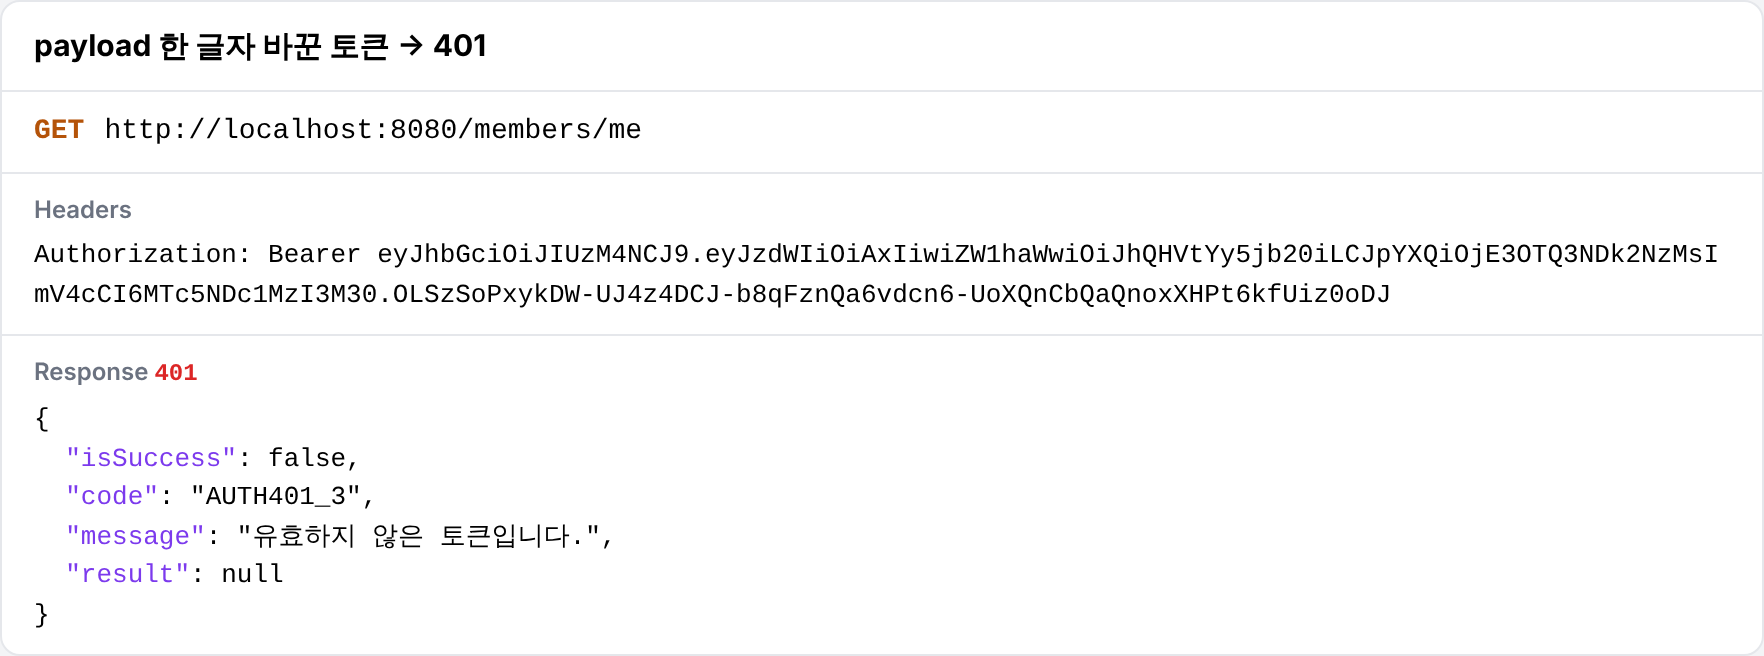 payload 한 글자 바꾼 토큰 → 401
GET http://localhost:8080/members/me
Headers
Authorization: Bearer eyJhbGciOiJIUzM4NCJ9.eyJzdWIiOiAxIiwiZW1haWwiOiJhQHVtYy5jb20iLCJpYXQiOjE3OTQ3NDk2NzMsI
mV4cCI6MTc5NDc1MzI3M30.OLSzSoPxykDW-UJ4z4DCJ-b8qFznQa6vdcn6-UoXQnCbQaQnoxXHPt6kfUiz0oDJ
Response 401
{
  "isSuccess": false,
  "code": "AUTH401_3",
  "message": "유효하지 않은 토큰입니다.",
  "result": null
}